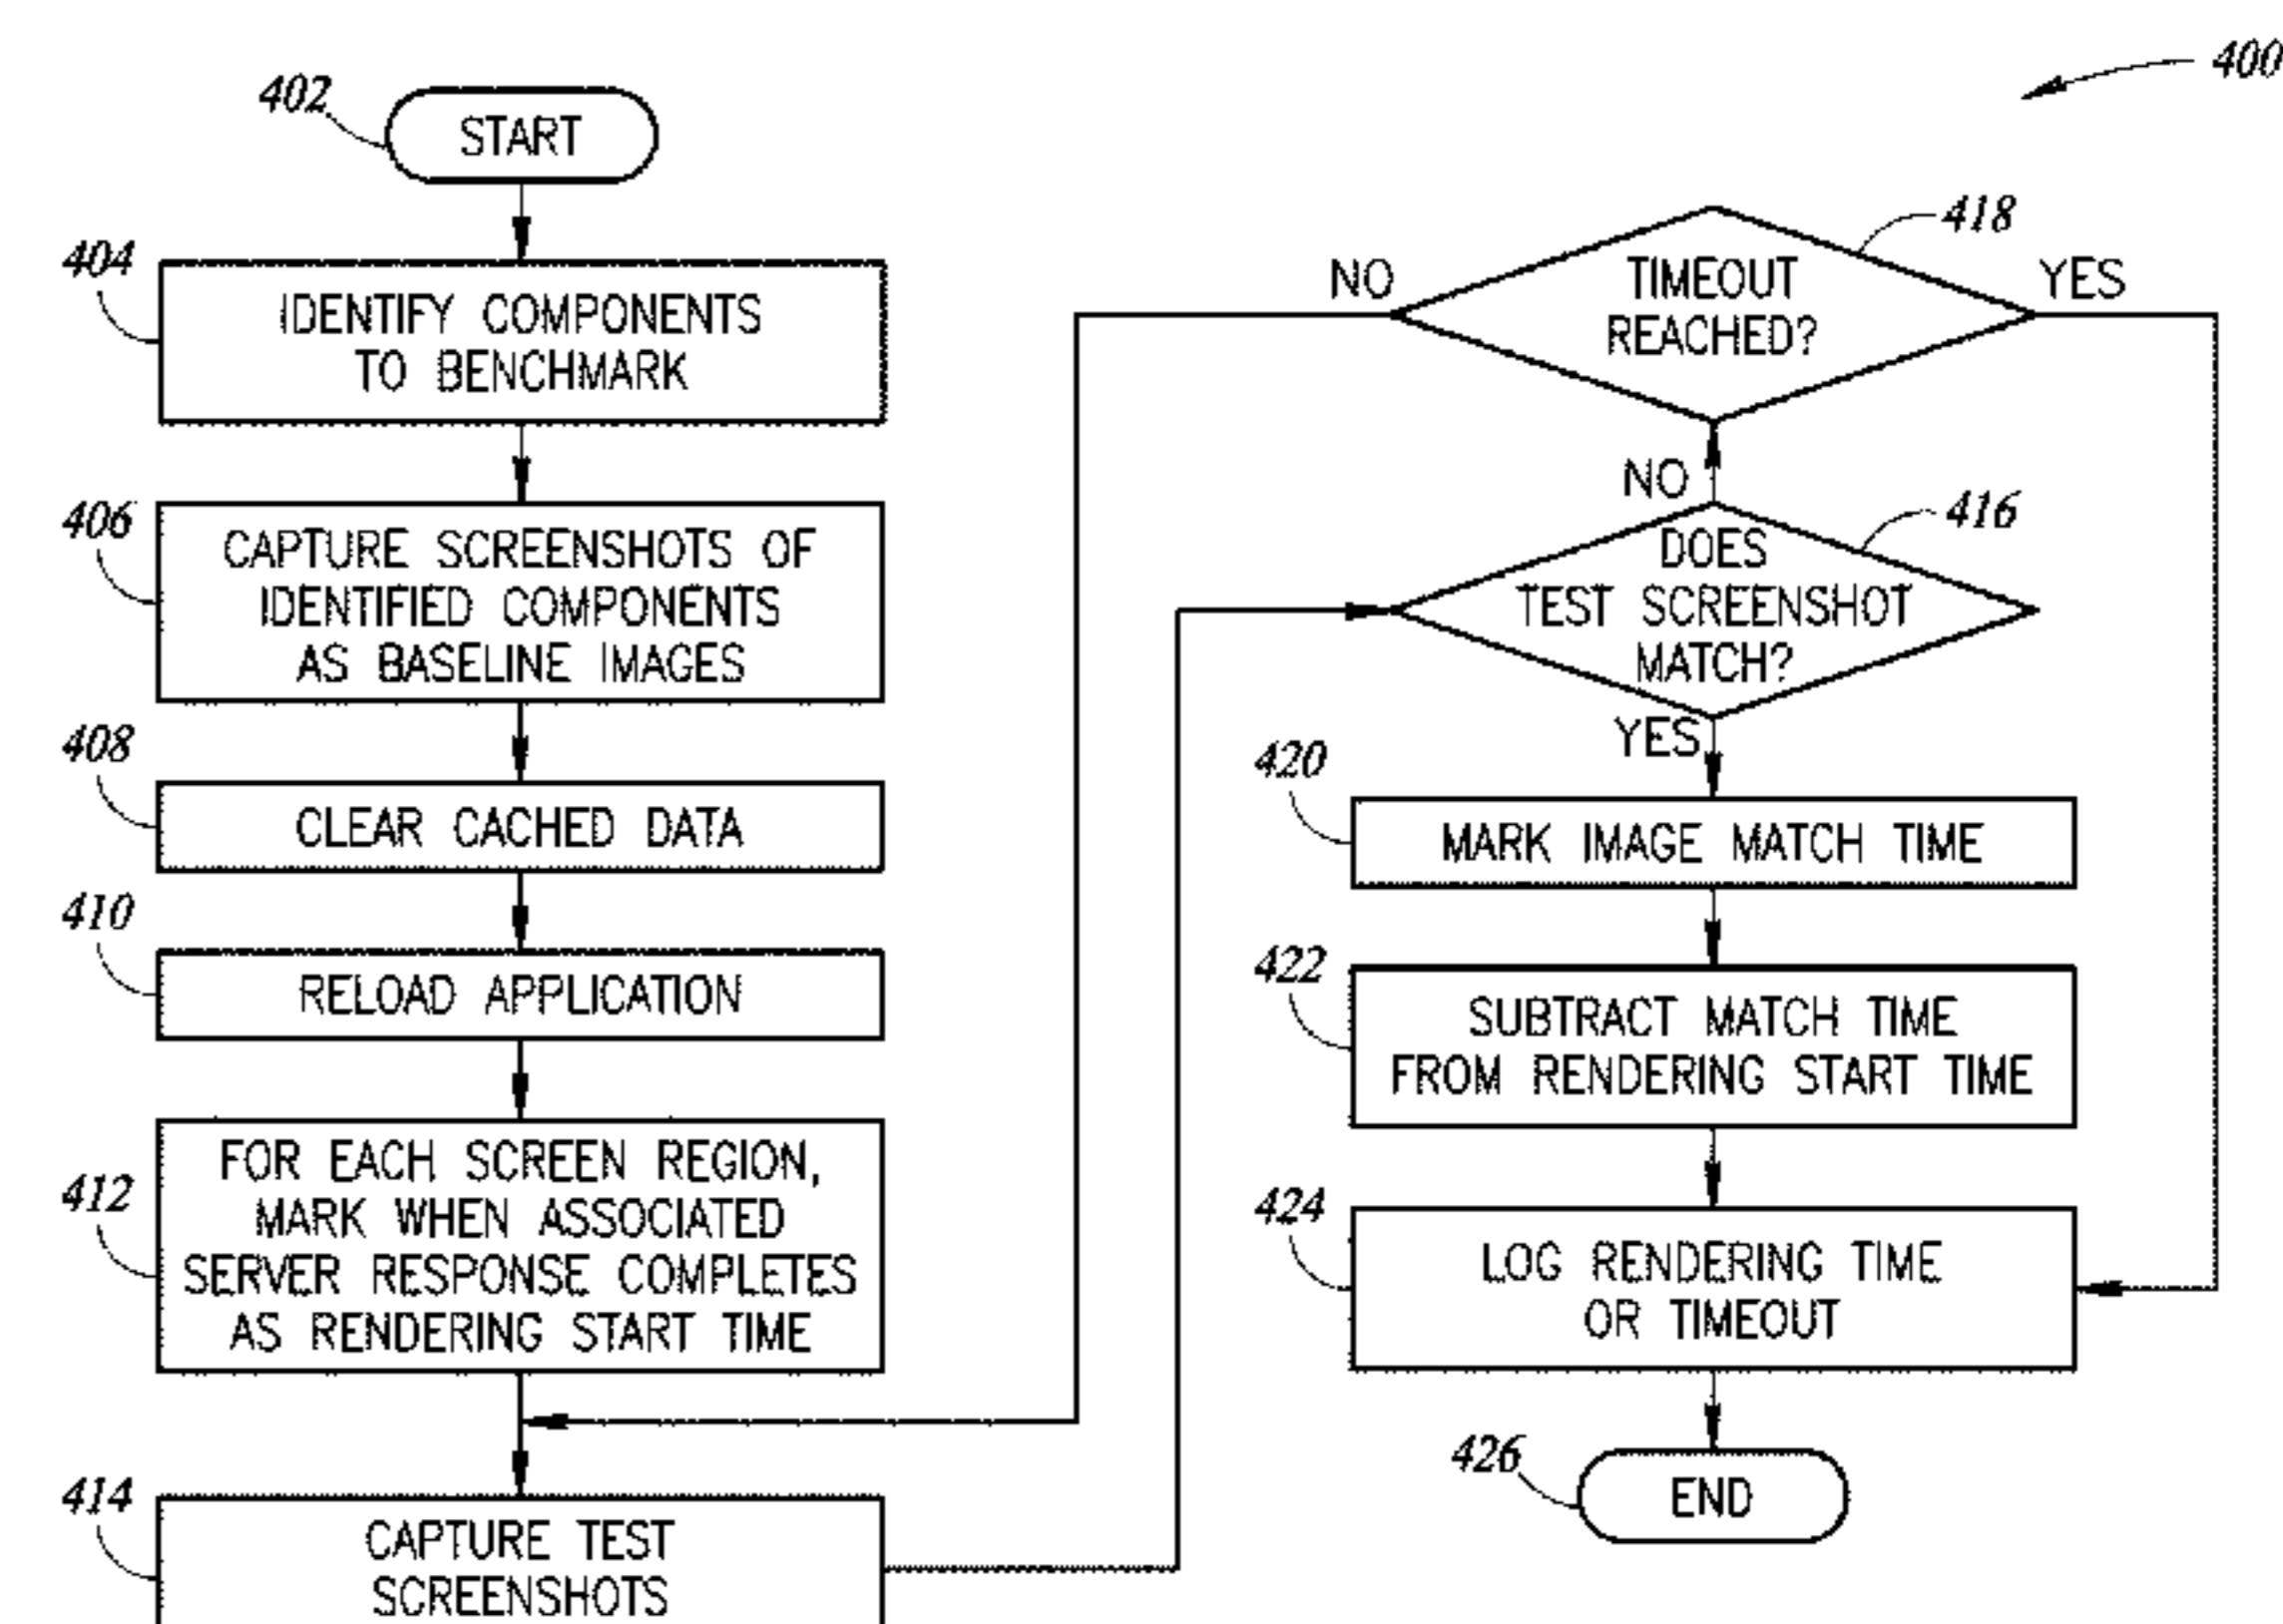 400
402
START
404
IDENTIFY COMPONENTS
TO BENCHMARK
406
CAPTURE SCREENSHOTS OF
IDENTIFIED COMPONENTS
AS BASELINE IMAGES
408
CLEAR CACHED DATA
410
RELOAD APPLICATION
412
FOR EACH SCREEN REGION,
MARK WHEN ASSOCIATED
SERVER RESPONSE COMPLETES
AS RENDERING START TIME
414
CAPTURE TEST
SCREENSHOTS
418
NO
TIMEOUT
REACHED?
YES
NO
416
DOES
TEST SCREENSHOT
MATCH?
YES
420
MARK IMAGE MATCH TIME
422
SUBTRACT MATCH TIME
FROM RENDERING START TIME
424
LOG RENDERING TIME
OR TIMEOUT
426
END